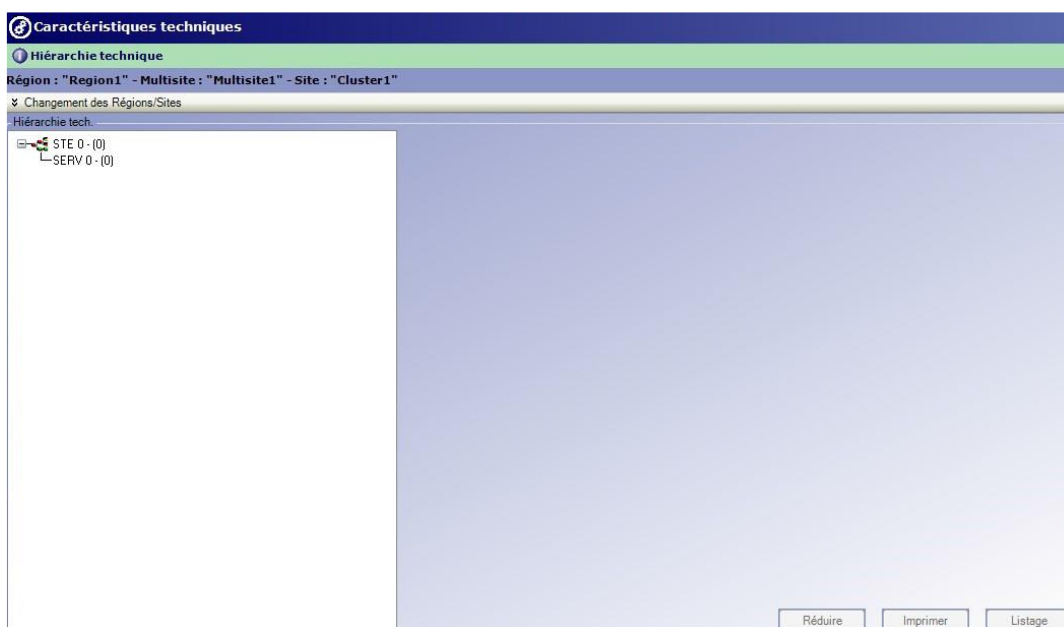 Caractéristiques techniques
Hiérarchie technique
Région : "Region1" - Multisite : "Multisite1" - Site : "Cluster1"
Changement des Régions/Sites
Hiérarchie tech.
STE 0 - (0)
SERV 0 - (0)
Réduire Imprimer Listage